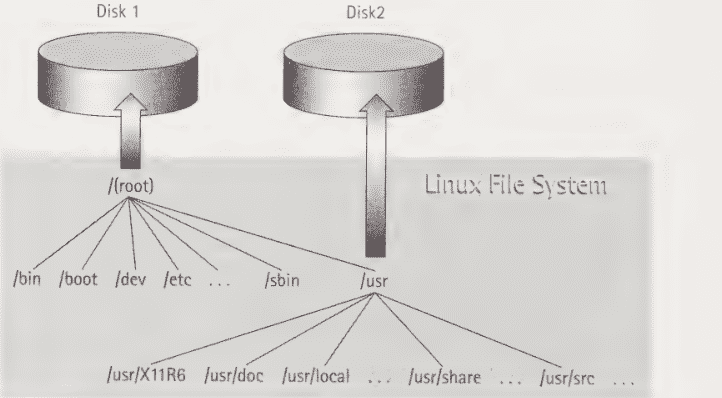 Disk 1 Disk2
/(root)
Linux File System
/bin /boot /dev /etc ... /sbin /usr
/usr/X11R6 /usr/doc /usr/local ... /usr/share ... /usr/src ...